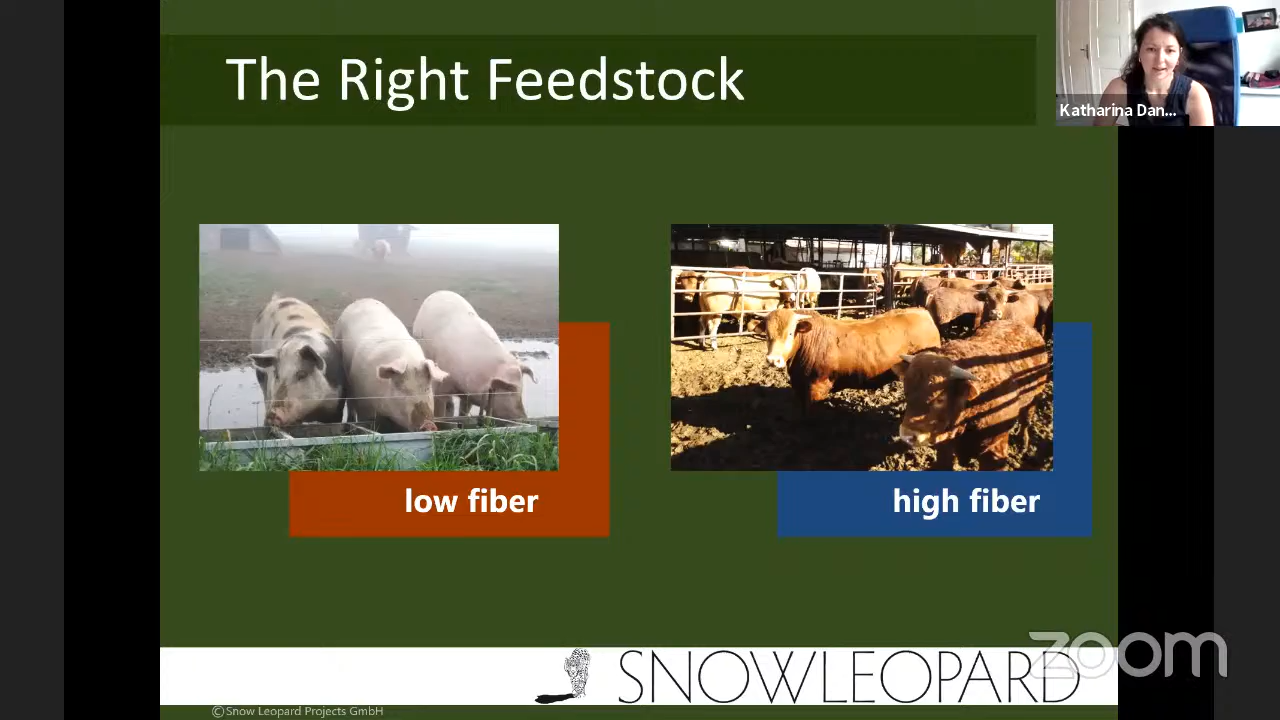 The Right Feedstock
Katharina Dan...
low fiber
high fiber
SNOWLEOPARD
zoom
©Snow Leopard Projects GmbH